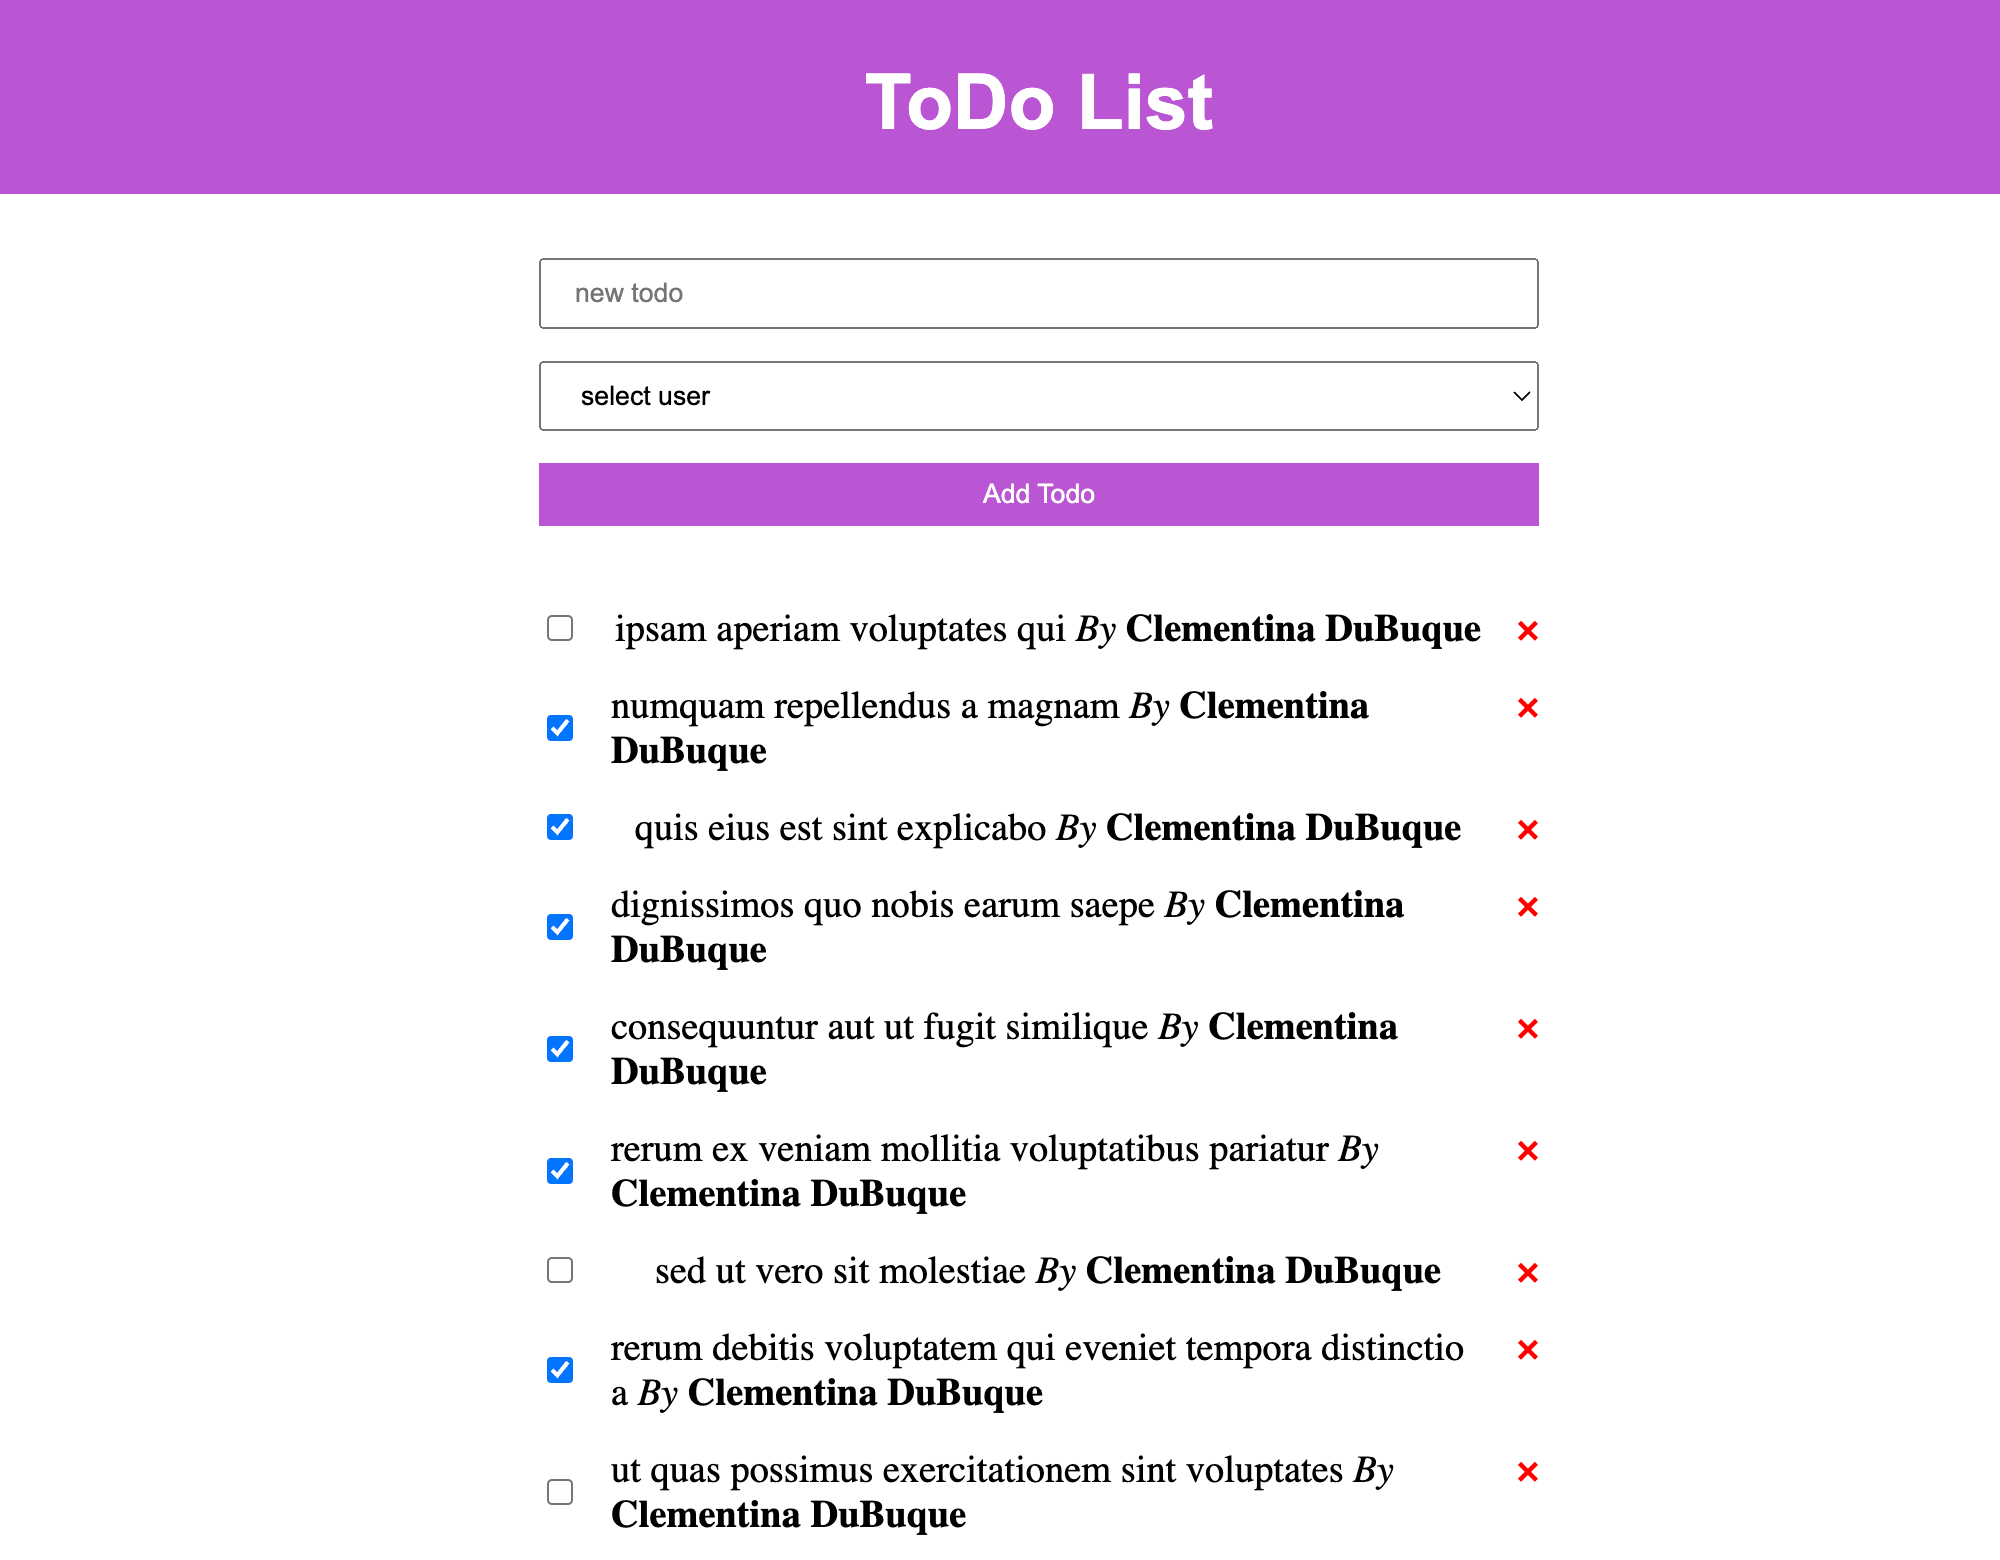 ToDo List
new todo
select user
Add Todo
ipsam aperiam voluptates qui By Clementina DuBuque
numquam repellendus a magnam By Clementina
DuBuque
quis eius est sint explicabo By Clementina DuBuque
dignissimos quo nobis earum saepe By Clementina
DuBuque
consequuntur aut ut fugit similique By Clementina
DuBuque
rerum ex veniam mollitia voluptatibus pariatur By
Clementina DuBuque
sed ut vero sit molestiae By Clementina DuBuque
rerum debitis voluptatem qui eveniet tempora distinctio
a By Clementina DuBuque
ut quas possimus exercitationem sint voluptates By
Clementina DuBuque